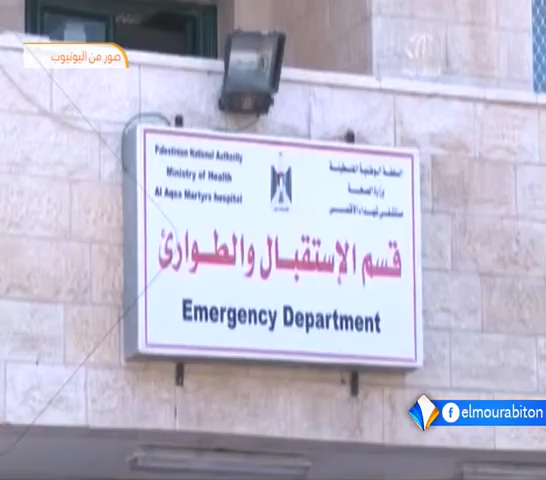 صور من اليوتيوب
Palestinian National Authority
Ministry of Health
Al Aqsa Martyrs hospital
السلطة الوطنية الفلسطينية
وزارة الصحة
مستشفى شهداء الأقصى
قسم الإستقبال والطوارئ
Emergency Department
elmourabiton